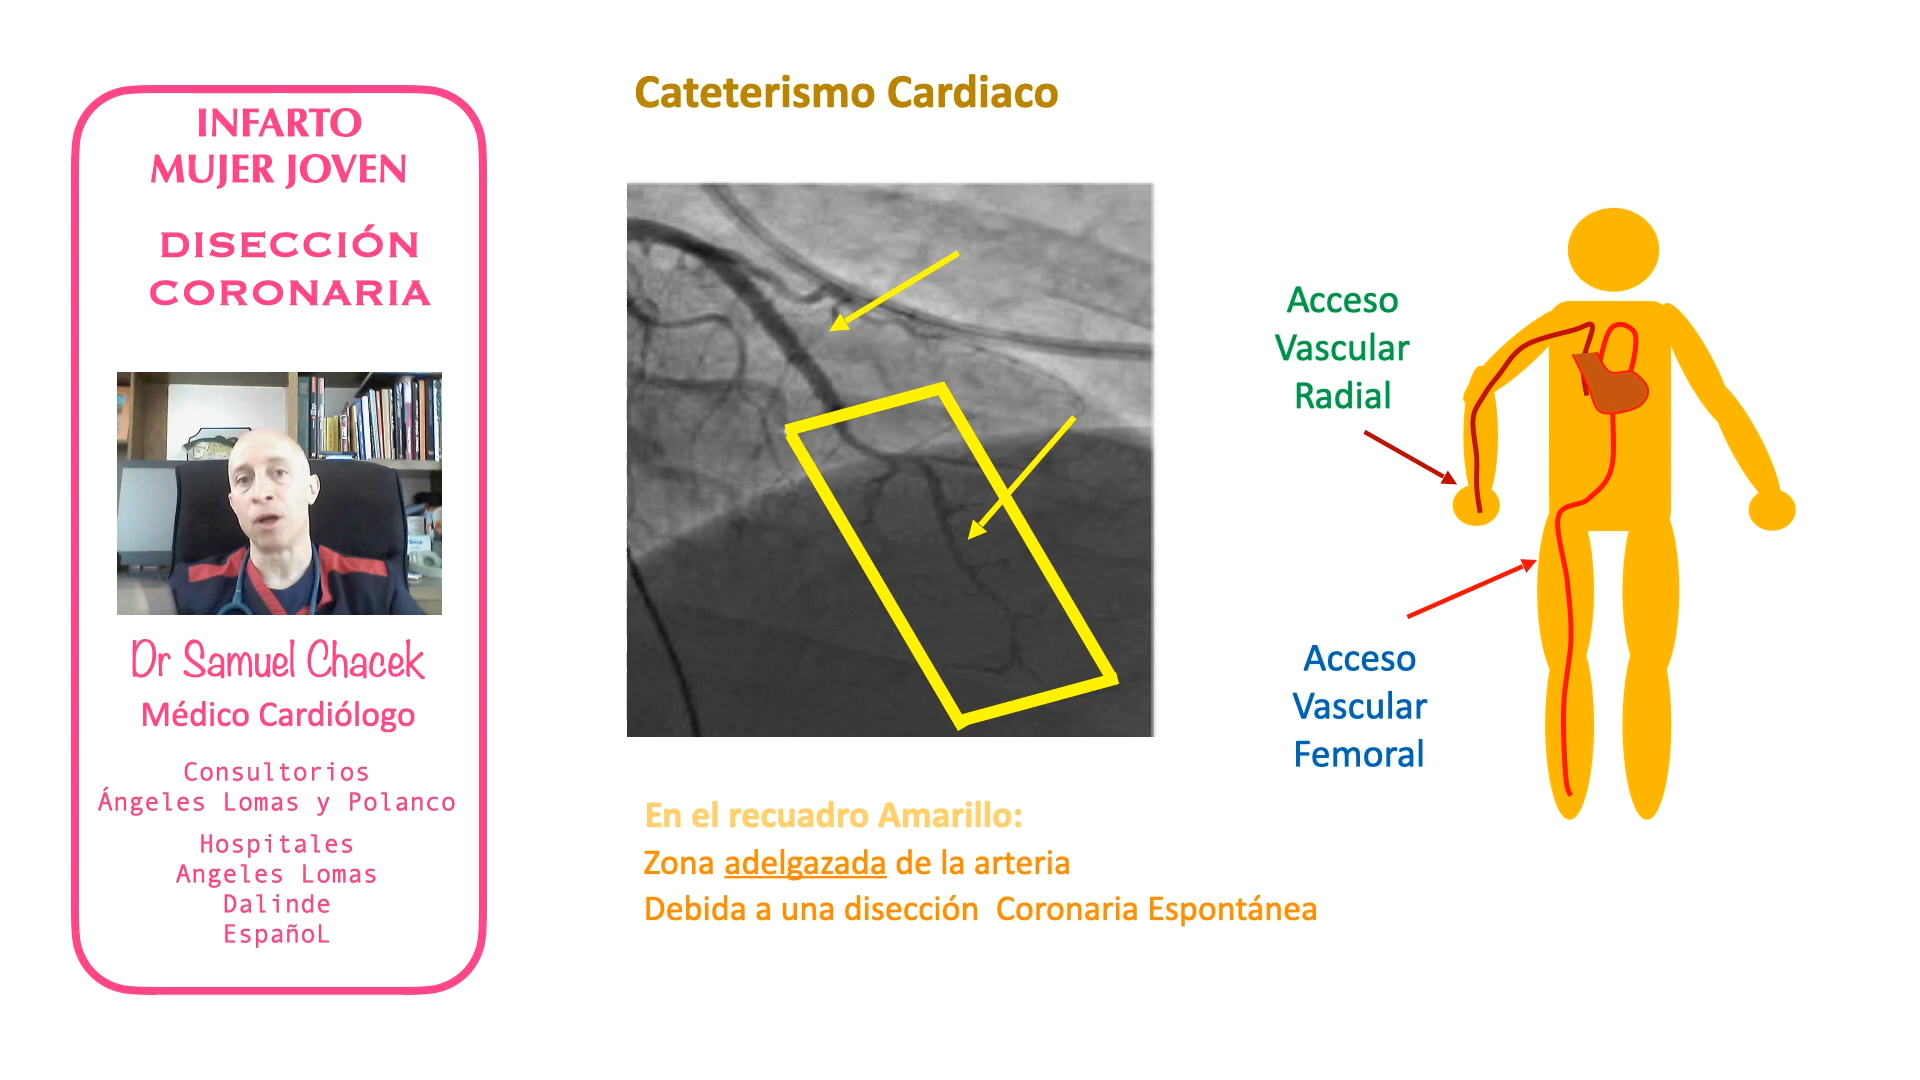 INFARTO
MUJER JOVEN
DISECCIÓN
CORONARIA
Dr Samuel Chacek
Médico Cardiólogo
Consultorios
Ángeles Lomas y Polanco
Hospitales
Angeles Lomas
Dalinde
EspañoL
Cateterismo Cardiaco
En el recuadro Amarillo:
Zona adelgazada de la arteria
Debida a una disección Coronaria Espontánea
Acceso
Vascular
Radial
Acceso
Vascular
Femoral